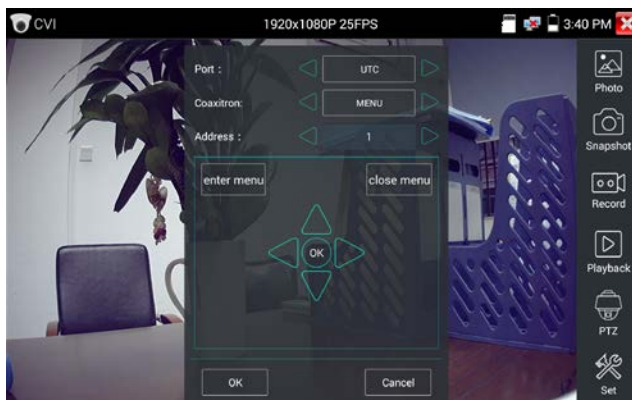 CVI
1920x1080P 25FPS
3:40 PM
Port :
UTC
Coaxitron:
MENU
Address :
1
enter menu
close menu
OK
OK
Cancel
Photo
Snapshot
Record
Playback
PTZ
Set